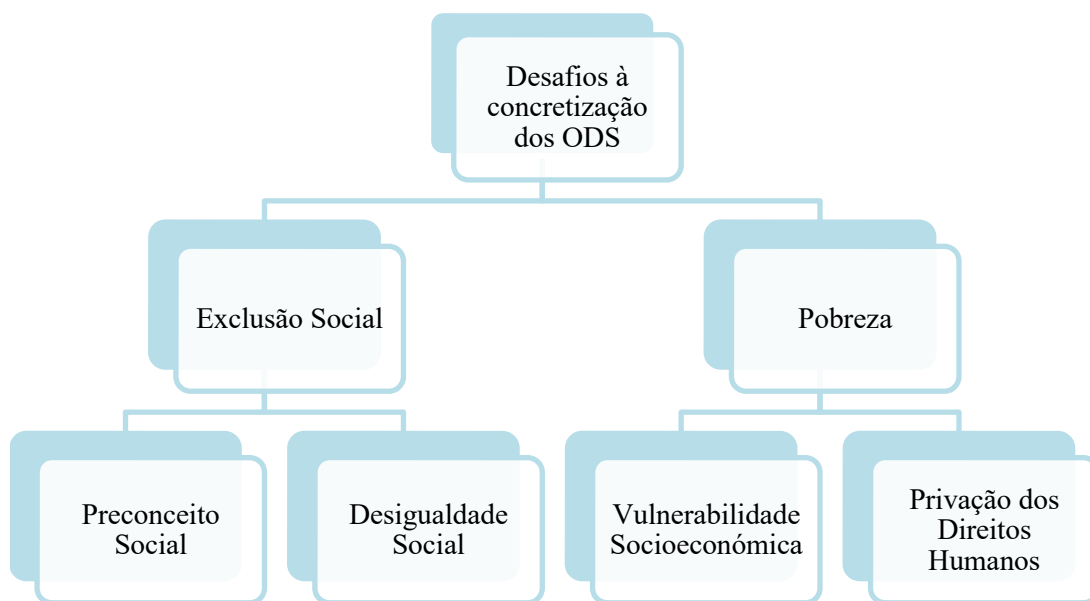 Desafios à
concretização
dos ODS
Exclusão Social
Pobreza
Preconceito
Social
Desigualdade
Social
Vulnerabilidade
Socioeconómica
Privação dos
Direitos
Humanos